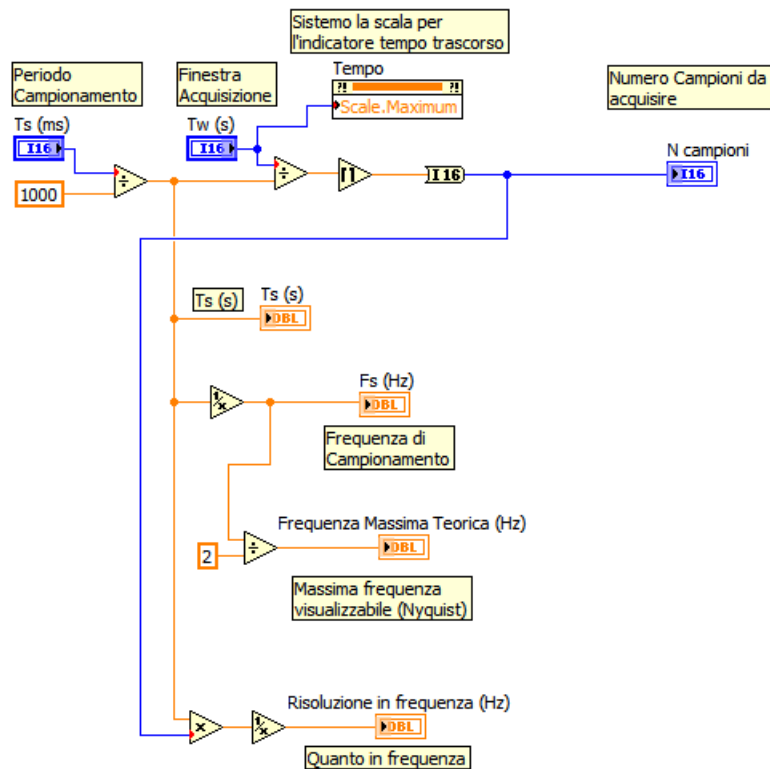 Sistemo la scala per
l'indicatore tempo trascorso
Periodo
Campionamento
Finestra
Acquisizione
Tempo
?! ?!
Scale.Maximum
Numero Campioni da
acquisire
Ts (ms)
I16
Tw (s)
I16
N campioni
I16
÷
1000
÷
I16
Ts (s)
Ts (s)
DBL
1/x
Fs (Hz)
DBL
Frequenza di
Campionamento
Frequenza Massima Teorica (Hz)
÷
2
DBL
Massima frequenza
visualizzabile (Nyquist)
Risoluzione in frequenza (Hz)
x
1/x
DBL
Quanto in frequenza